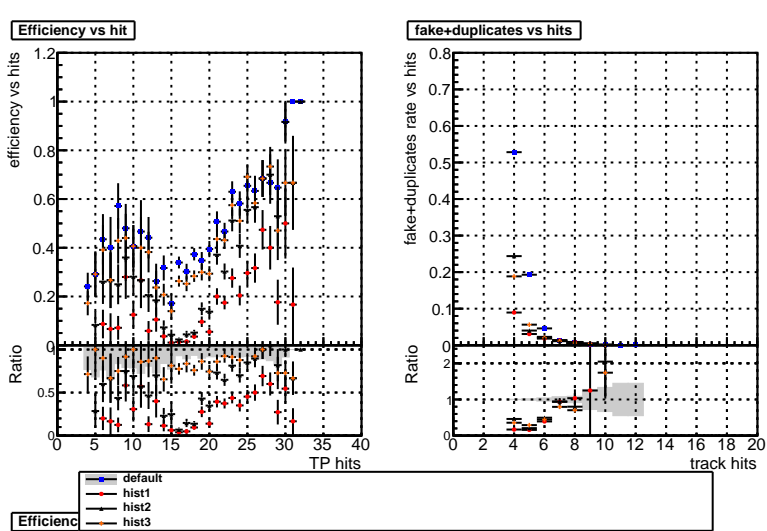 Efficiency vs hit
efficiency vs hits
1.2
1
0.8
0.6
0.4
0.2
0
Ratio
1
0.5
0
0 5 10 15 20 25 30 35 40
TP hits
fake+duplicates vs hits
fake+duplicates rate vs hits
0.8
0.7
0.6
0.5
0.4
0.3
0.2
0.1
0
Ratio
2
1
0
0 2 4 6 8 10 12 14 16 18 20
track hits
default
hist1
hist2
hist3
Efficienc